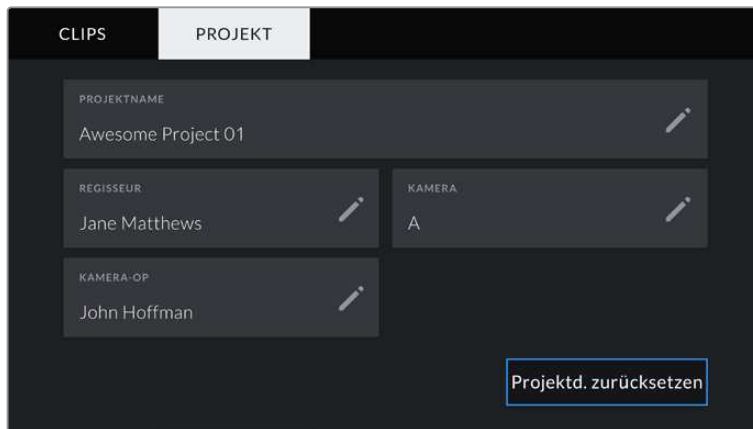 CLIPS PROJEKT
PROJEKTNAME
Awesome Project 01
REGISSEUR
Jane Matthews
KAMERA
A
KAMERA-OP
John Hoffman
Projektd. zurücksetzen